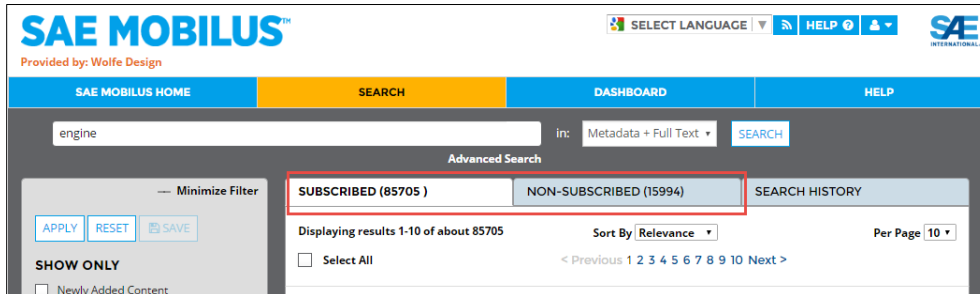 SAE MOBILUS™
SELECT LANGUAGE ▼
HELP
SAE
INTERNATIONAL
Provided by: Wolfe Design
SAE MOBILUS HOME
SEARCH
DASHBOARD
HELP
engine
in:
Metadata + Full Text
SEARCH
Advanced Search
— Minimize Filter
SUBSCRIBED (85705 )
NON-SUBSCRIBED (15994)
SEARCH HISTORY
APPLY
RESET
SAVE
Displaying results 1-10 of about 85705
Sort By Relevance
Per Page 10
SHOW ONLY
Select All
< Previous 1 2 3 4 5 6 7 8 9 10 Next >
Newly Added Content